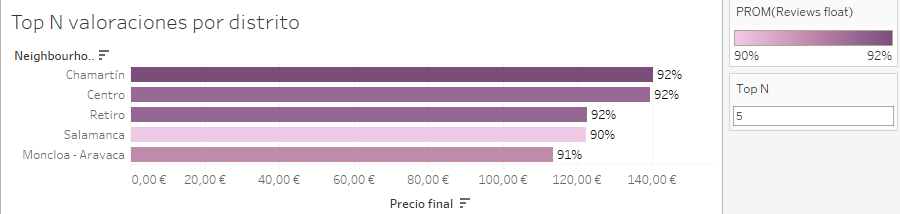 Top N valoraciones por distrito
Neighbourho..
Chamartín 92%
Centro 92%
Retiro 92%
Salamanca 90%
Moncloa - Aravaca 91%
0,00 € 20,00 € 40,00 € 60,00 € 80,00 € 100,00 € 120,00 € 140,00 €
Precio final
PROM(Reviews float)
90% 92%
Top N
5